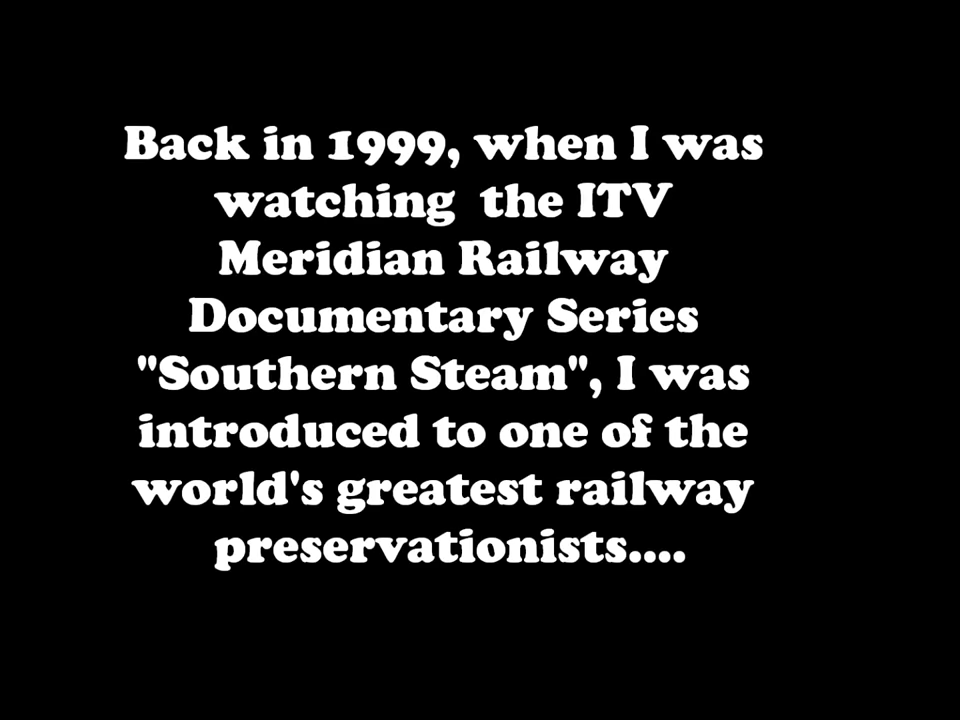 Back in 1999, when I was
watching  the ITV
Meridian Railway
Documentary Series
"Southern Steam", I was
introduced to one of the
world's greatest railway
preservationists....